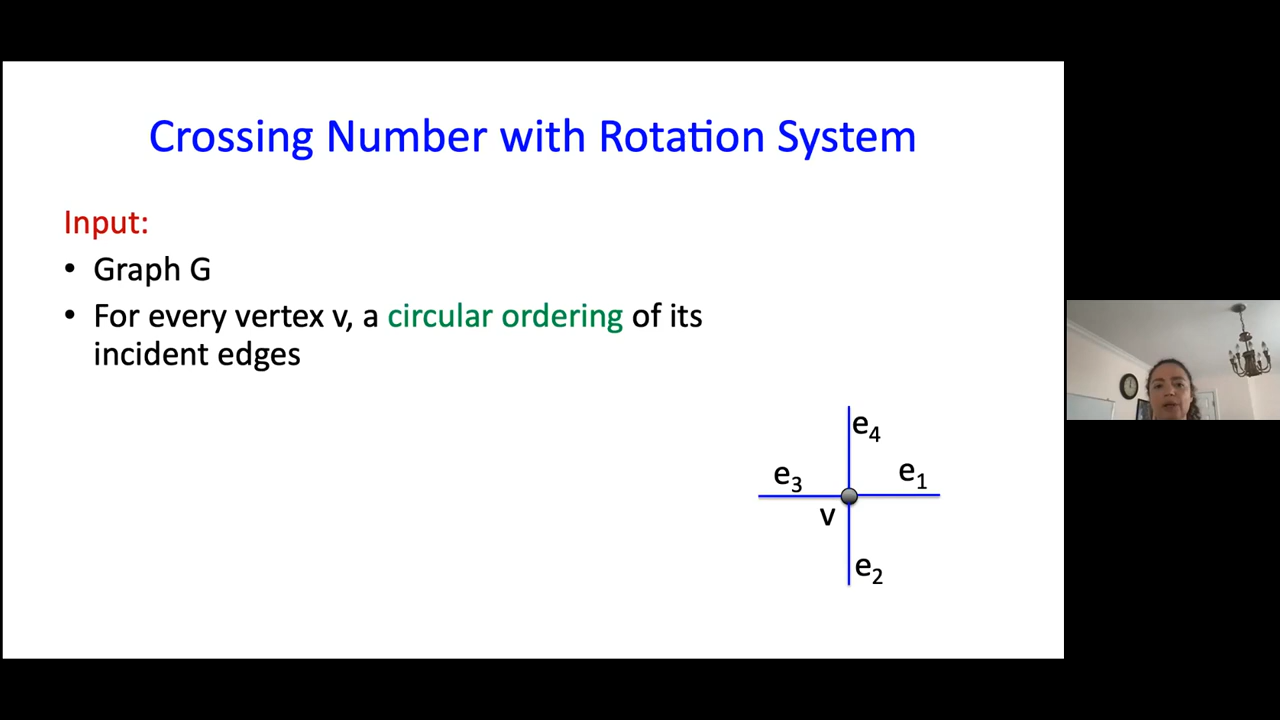 Crossing Number with Rotation System
Input:
• Graph G
• For every vertex v, a circular ordering of its
incident edges
e4
e3
e1
v
e2